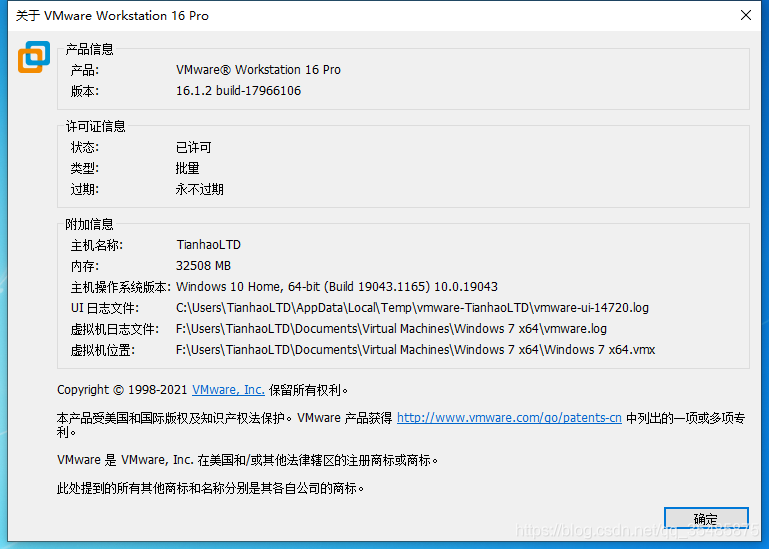 关于 VMware Workstation 16 Pro
产品信息
产品: VMware® Workstation 16 Pro
版本: 16.1.2 build-17966106
许可证信息
状态: 已许可
类型: 批量
过期: 永不过期
附加信息
主机名称: TianhaoLTD
内存: 32508 MB
主机操作系统版本: Windows 10 Home, 64-bit (Build 19043.1165) 10.0.19043
UI 日志文件: C:\Users\TianhaoLTD\AppData\Local\Temp\vmware-TianhaoLTD\vmware-ui-14720.log
虚拟机日志文件: F:\Users\TianhaoLTD\Documents\Virtual Machines\Windows 7 x64\vmware.log
虚拟机位置: F:\Users\TianhaoLTD\Documents\Virtual Machines\Windows 7 x64\Windows 7 x64.vmx
Copyright © 1998-2021 VMware, Inc. 保留所有权利。
本产品受美国和国际版权及知识产权法保护。VMware 产品获得 http://www.vmware.com/go/patents-cn 中列出的一项或多项专
利。
VMware 是 VMware, Inc. 在美国和/或其他法律辖区的注册商标或商标。
此处提到的所有其他商标和名称分别是其各自公司的商标。
确定